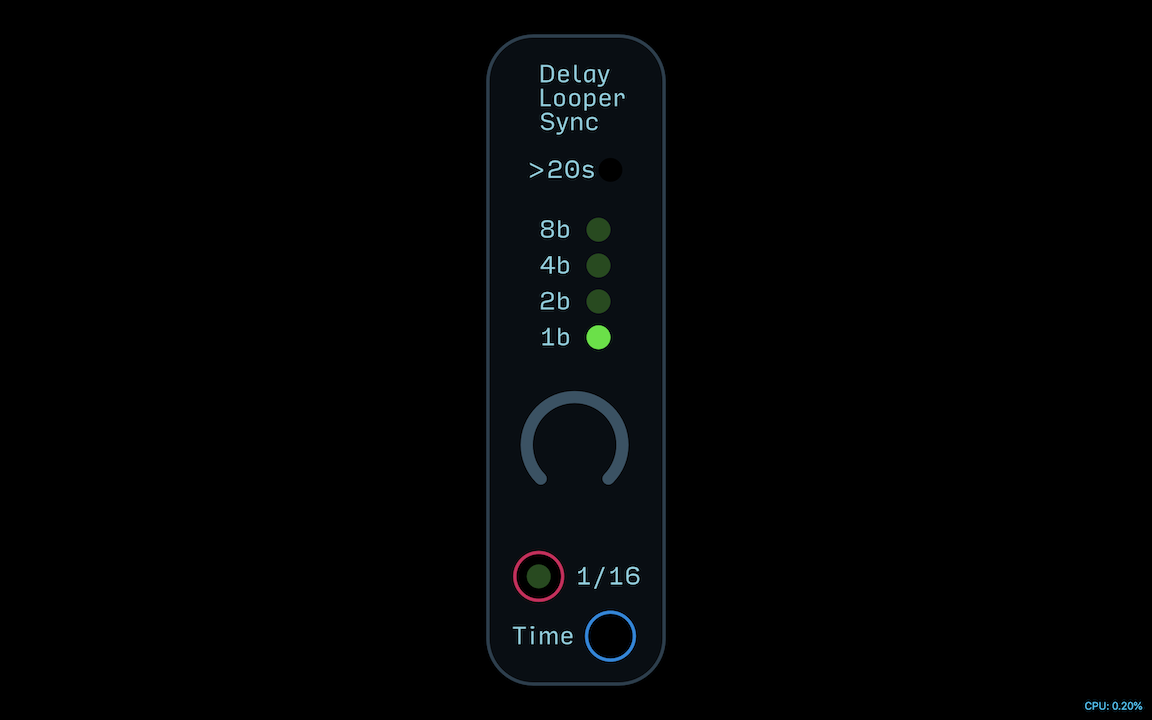 Delay
Looper
Sync
>20s
8b
4b
2b
1b
1/16
Time
CPU: 0.20%